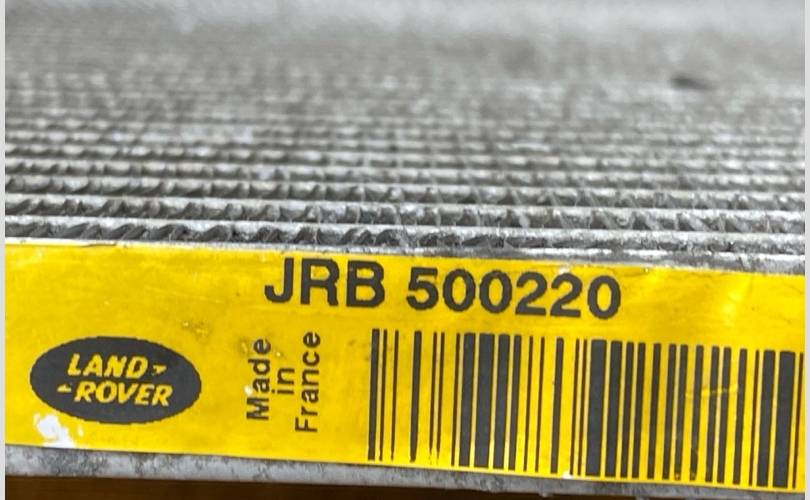 JRB 500220
LAND-
-ROVER
Made
in
France